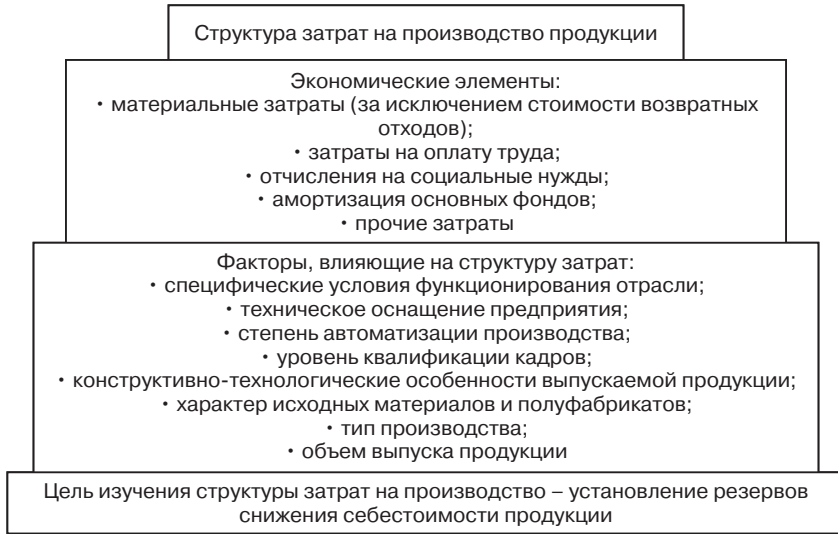 Структура затрат на производство продукции
Экономические элементы:
• материальные затраты (за исключением стоимости возвратных
отходов);
• затраты на оплату труда;
• отчисления на социальные нужды;
• амортизация основных фондов;
• прочие затраты
Факторы, влияющие на структуру затрат:
• специфические условия функционирования отрасли;
• техническое оснащение предприятия;
• степень автоматизации производства;
• уровень квалификации кадров;
• конструктивно-технологические особенности выпускаемой продукции;
• характер исходных материалов и полуфабрикатов;
• тип производства;
• объем выпуска продукции
Цель изучения структуры затрат на производство – установление резервов
снижения себестоимости продукции